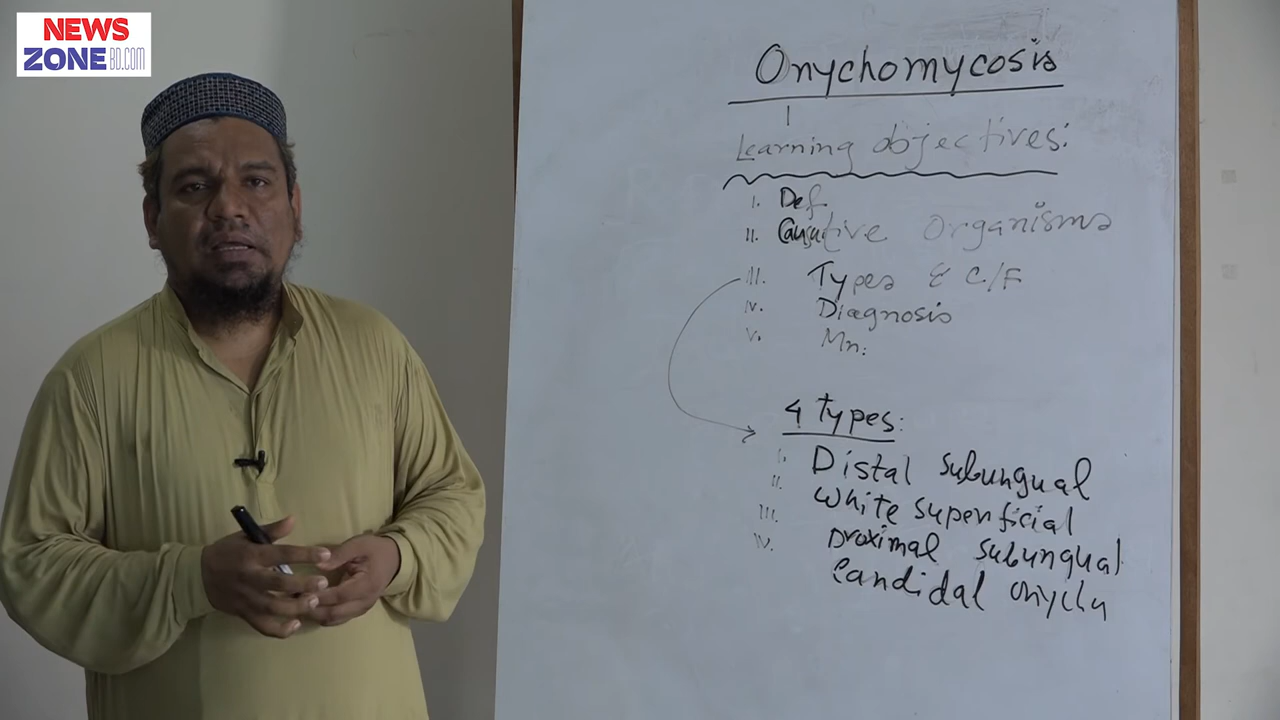 NEWS
ZONE BD.COM
Onychomycosis
Learning objectives:
I. Def.
II. Causative Organisms
III. Types & C/F
IV. Diagnosis
V. Mn:
4 Types:
I. Distal subungual
II. White superficial
III. Proximal subungual
IV. Candidal onycho